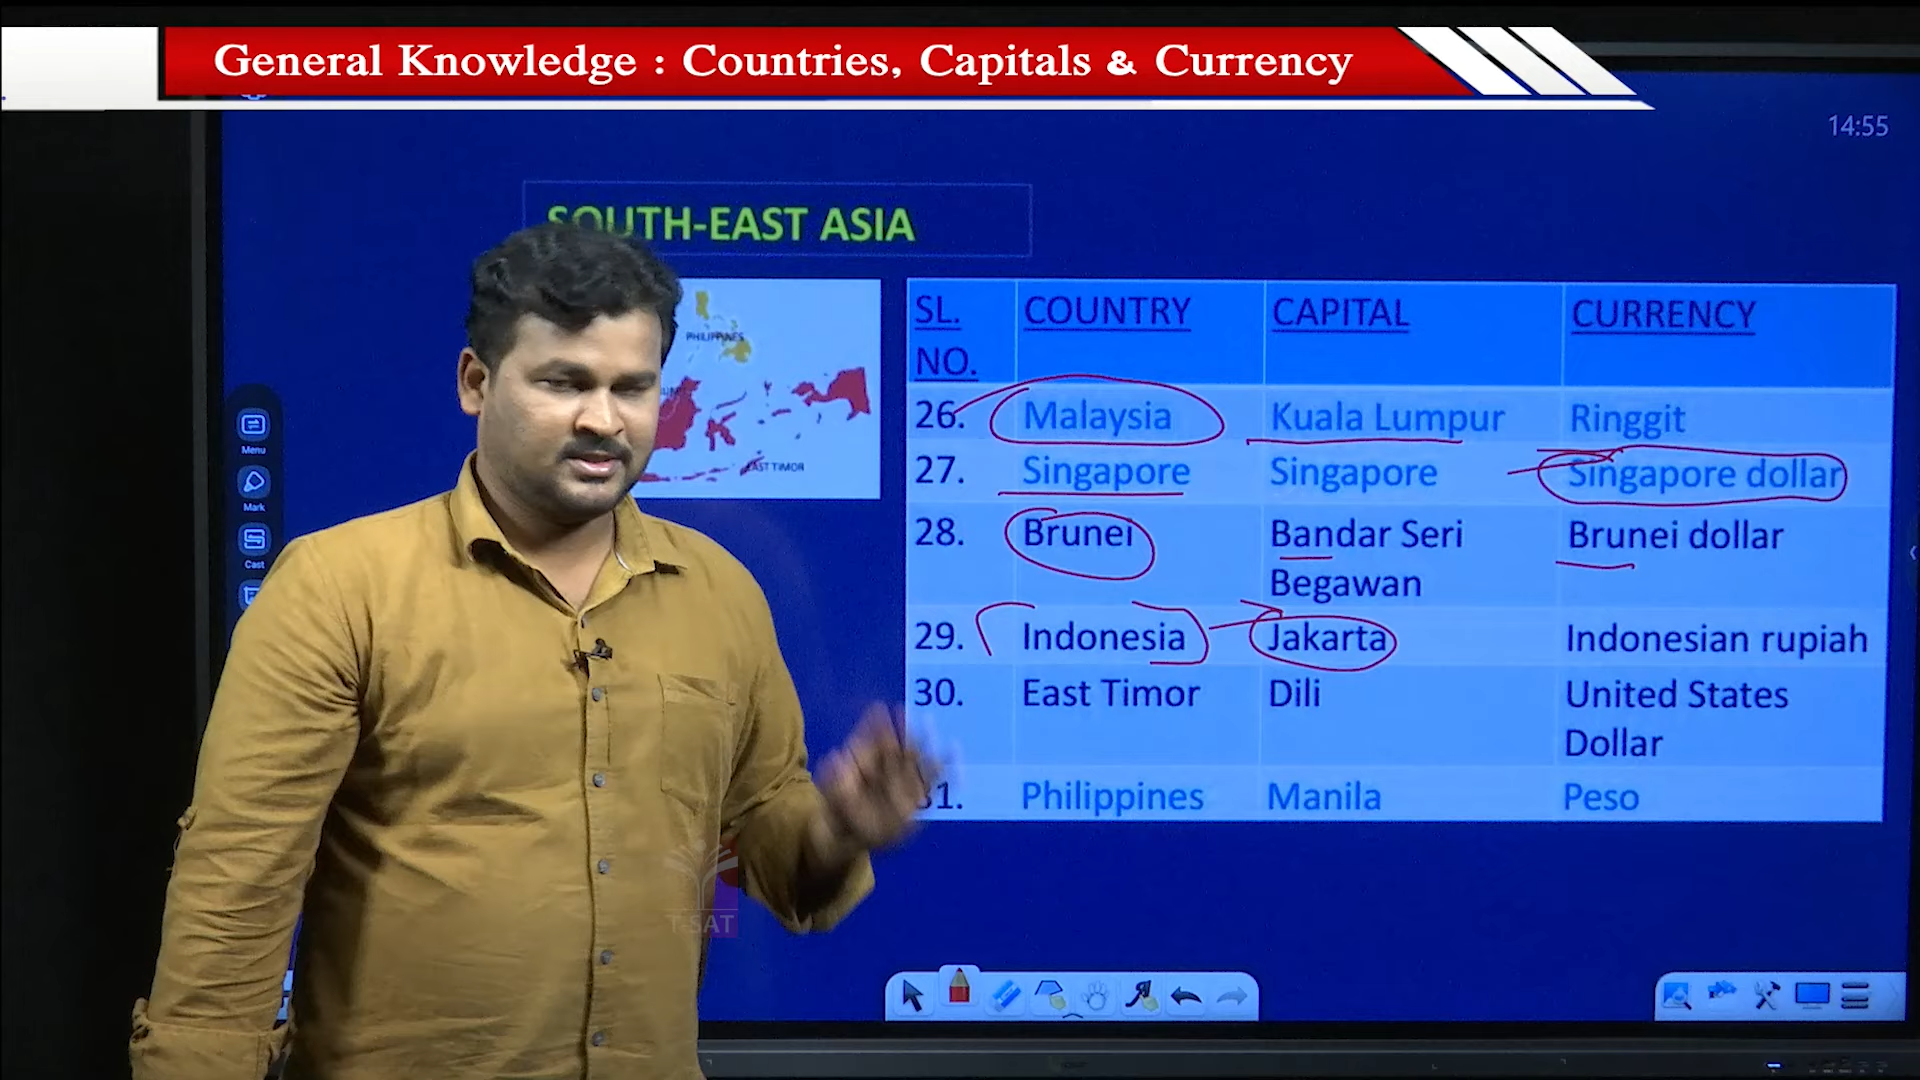 General Knowledge : Countries, Capitals & Currency
14:55
SOUTH-EAST ASIA
PHILIPPINES
EAST TIMOR
SL. NO. COUNTRY CAPITAL CURRENCY
26. Malaysia Kuala Lumpur Ringgit
27. Singapore Singapore Singapore dollar
28. Brunei Bandar Seri Begawan Brunei dollar
29. Indonesia Jakarta Indonesian rupiah
30. East Timor Dili United States Dollar
31. Philippines Manila Peso
Menu
Mark
Cast
T-SAT